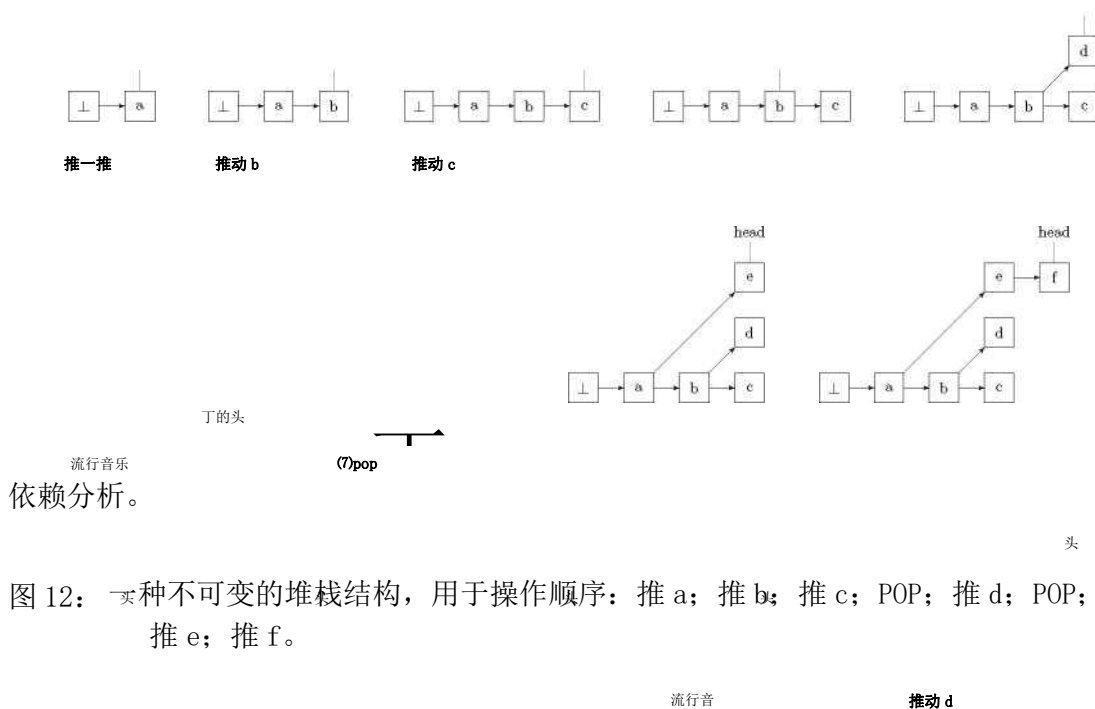 d
⊥ a
⊥ a b
⊥ a b c
⊥ a b c
⊥ a b c
推一推
推动 b
推动 c
head
head
e
e f
d
d
⊥ a b c
⊥ a b c
丁的头
流行音乐
(7)pop
依赖分析。
头
图 12： 一种不可变的堆栈结构，用于操作顺序：推 a；推 b；推 c；POP；推 d；POP；
推 e；推 f。
流行音
推动 d